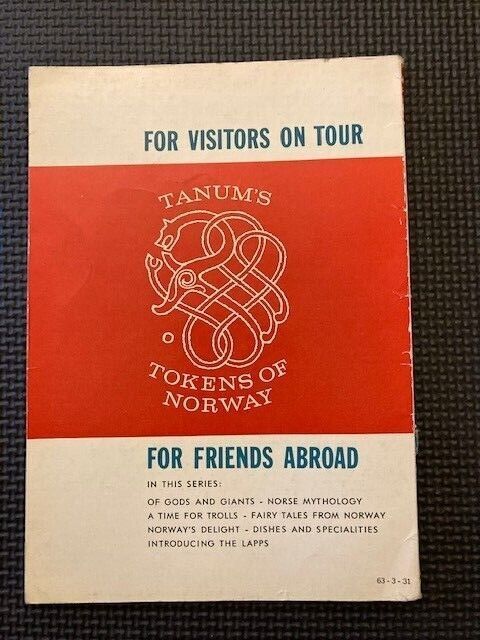 FOR VISITORS ON TOUR
TANUM'S
TOKENS OF
NORWAY
FOR FRIENDS ABROAD
IN THIS SERIES:
OF GODS AND GIANTS - NORSE MYTHOLOGY
A TIME FOR TROLLS - FAIRY TALES FROM NORWAY
NORWAY'S DELIGHT - DISHES AND SPECIALITIES
INTRODUCING THE LAPPS
63-3-31